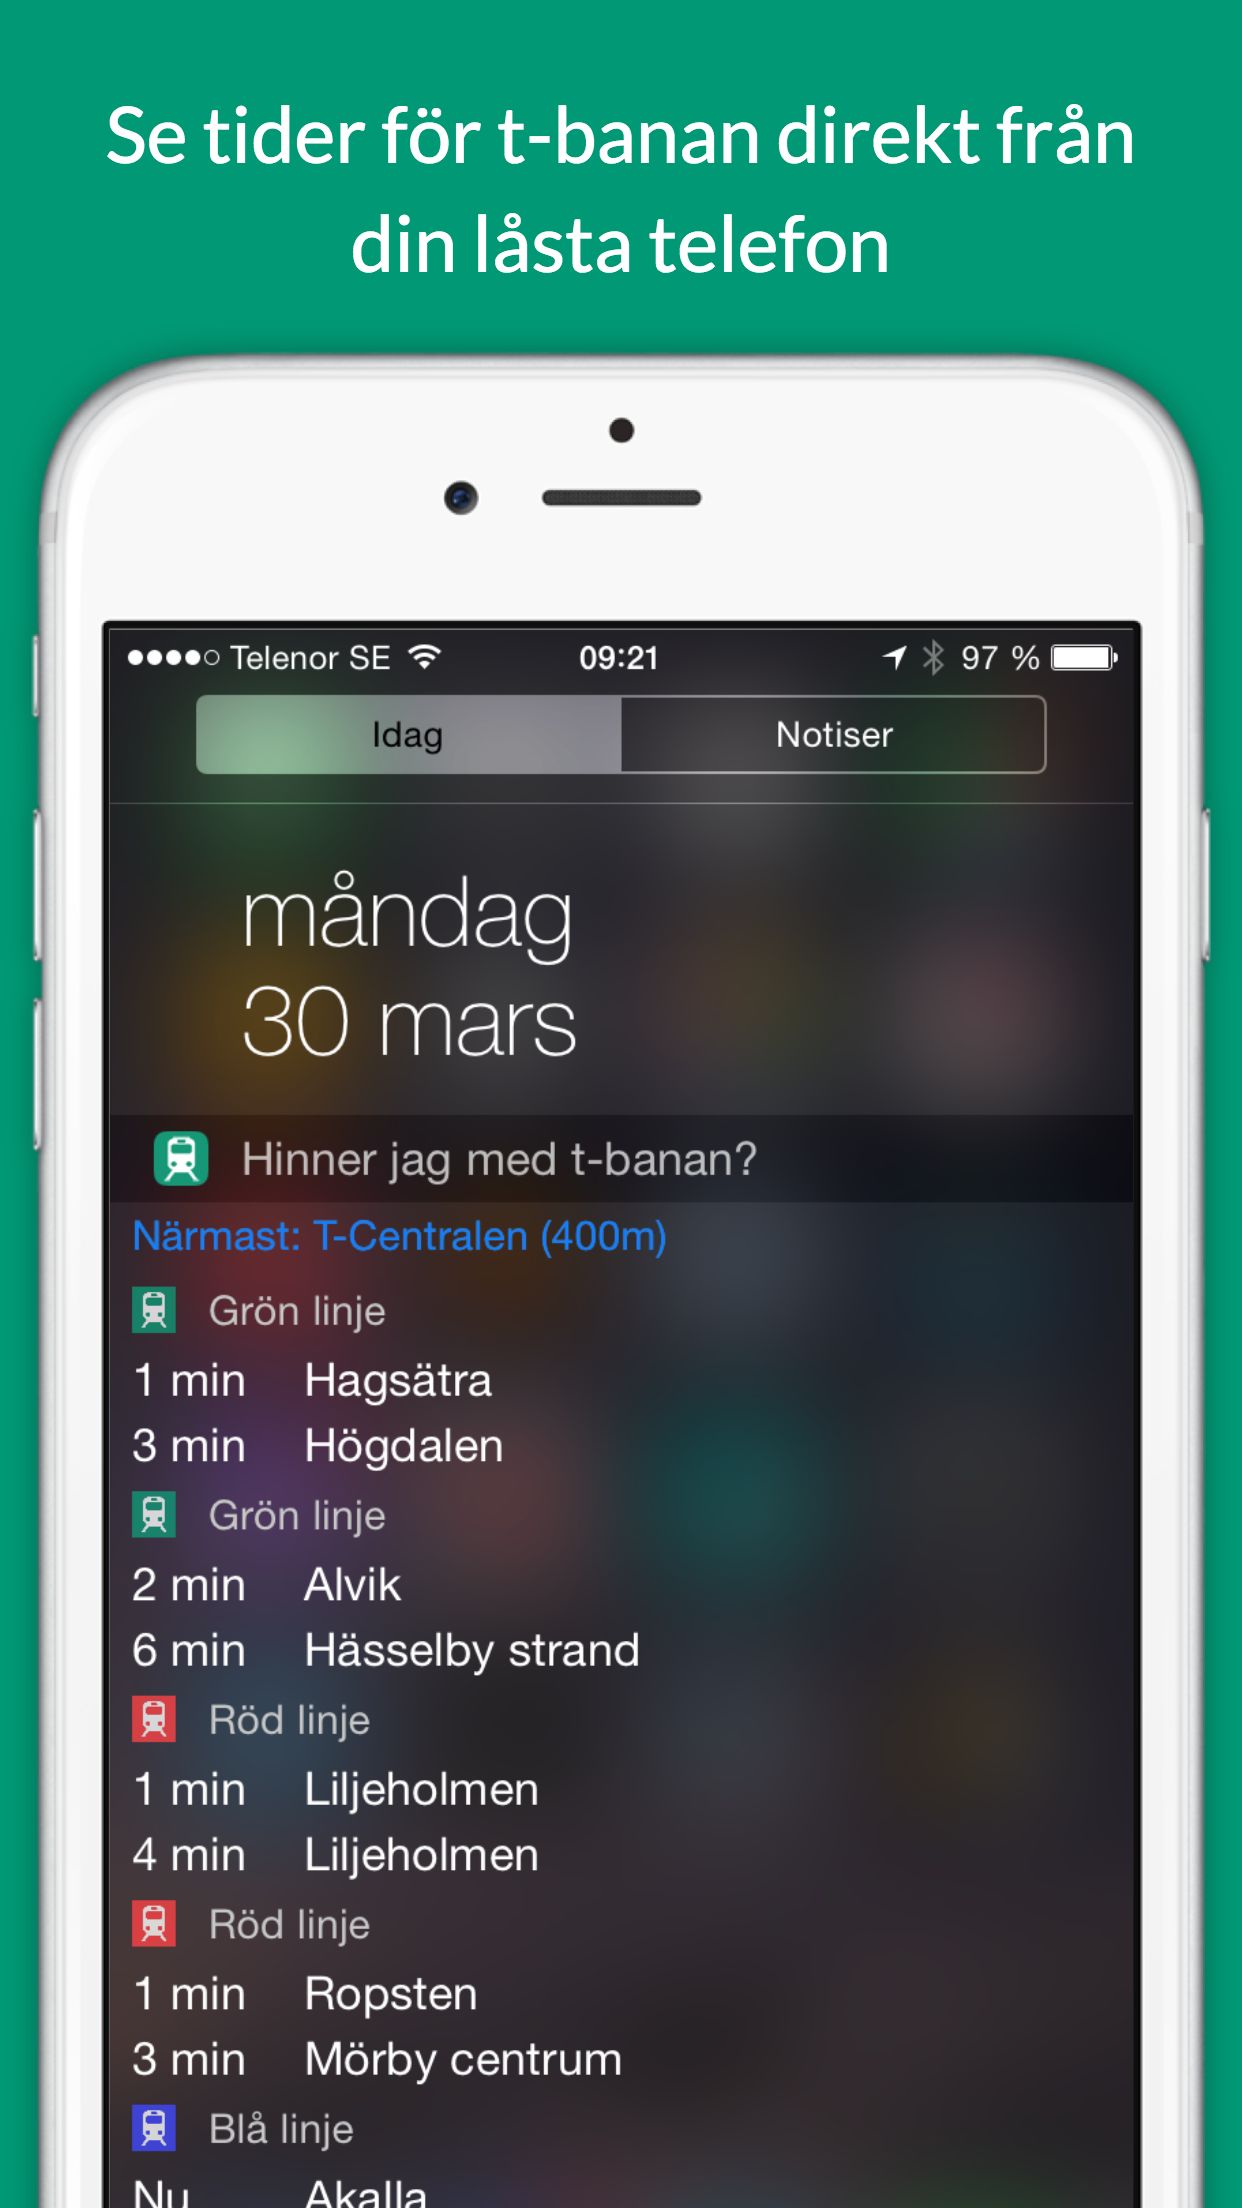 Se tider för t-banan direkt från
din låsta telefon
Telenor SE 09:21 97 %
Idag Notiser
måndag
30 mars
Hinner jag med t-banan?
Närmast: T-Centralen (400m)
Grön linje
1 min Hagsätra
3 min Högdalen
Grön linje
2 min Alvik
6 min Hässelby strand
Röd linje
1 min Liljeholmen
4 min Liljeholmen
Röd linje
1 min Ropsten
3 min Mörby centrum
Blå linje
Nu Akalla